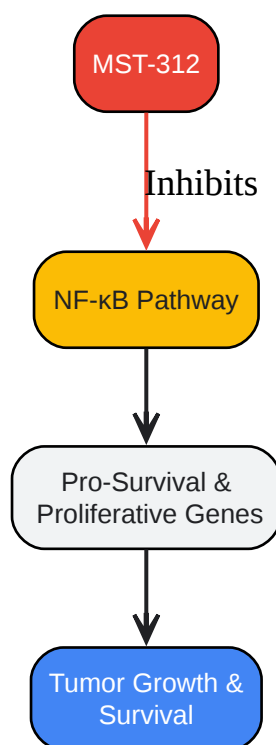 MST-312
Inhibits
NF-κB Pathway
Pro-Survival &
Proliferative Genes
Tumor Growth &
Survival